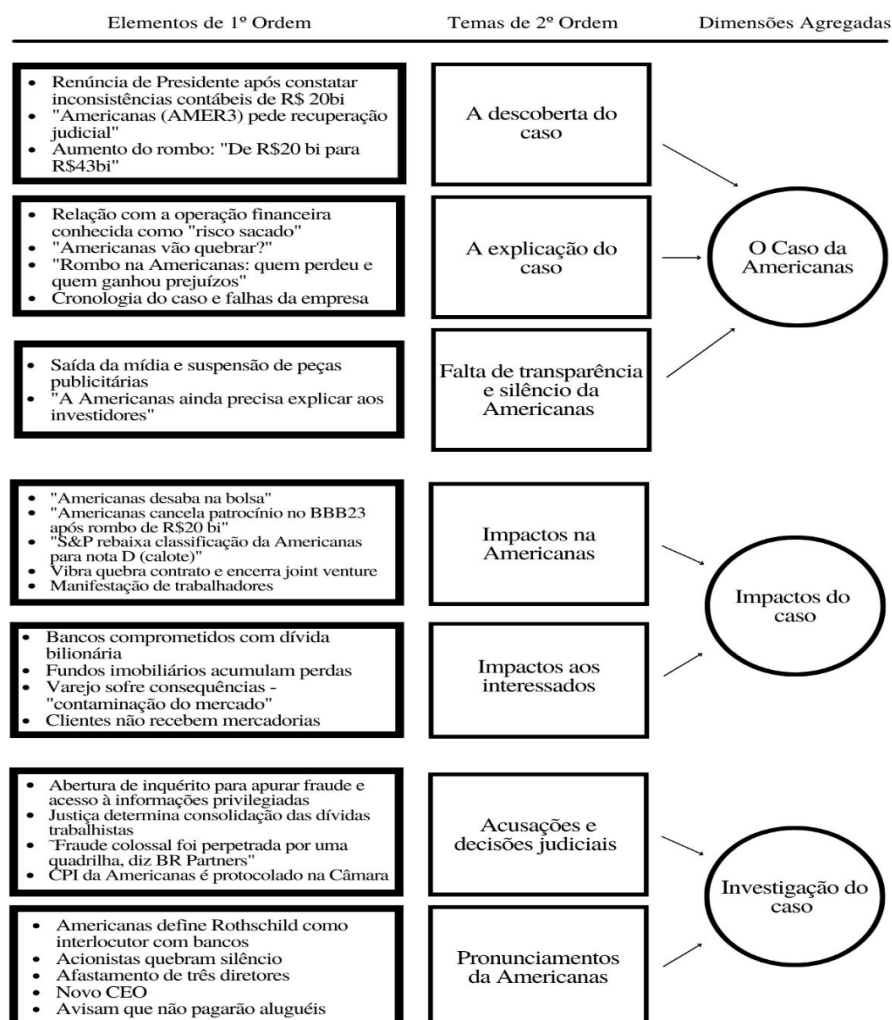 Elementos de 1º Ordem
Temas de 2º Ordem
Dimensões Agregadas
• Renúncia de Presidente após constatar
inconsistências contábeis de R$ 20bi
• "Americanas (AMER3) pede recuperação
judicial"
• Aumento do rombo: "De R$20 bi para
R$43bi"
A descoberta do
caso
• Relação com a operação financeira
conhecida como "risco sacado"
• "Americanas vão quebrar?"
• "Rombo na Americanas: quem perdeu e
quem ganhou prejuízos"
• Cronologia do caso e falhas da empresa
A explicação do
caso
• Saída da mídia e suspensão de peças
publicitárias
• "A Americanas ainda precisa explicar aos
investidores"
Falta de transparência
e silêncio da
Americanas
O Caso da
Americanas
• "Americanas desaba na bolsa"
• "Americanas cancela patrocínio no BBB23
após rombo de R$20 bi"
• "S&P rebaixa classificação da Americanas
para nota D (calote)"
• Vibra quebra contrato e encerra joint venture
• Manifestação de trabalhadores
Impactos na
Americanas
• Bancos comprometidos com dívida
bilionária
• Fundos imobiliários acumulam perdas
• Varejo sofre consequências -
"contaminação do mercado"
• Clientes não recebem mercadorias
Impactos aos
interessados
Impactos do
caso
• Abertura de inquérito para apurar fraude e
acesso à informações privilegiadas
• Justiça determina consolidação das dívidas
trabalhistas
• "Fraude colossal foi perpetrada por uma
quadrilha, diz BR Partners"
• CPI da Americanas é protocolado na Câmara
Acusações e
decisões judiciais
• Americanas define Rothschild como
interlocutor com bancos
• Acionistas quebram silêncio
• Afastamento de três diretores
• Novo CEO
• Avisam que não pagarão aluguéis
Pronunciamentos
da Americanas
Investigação do
caso